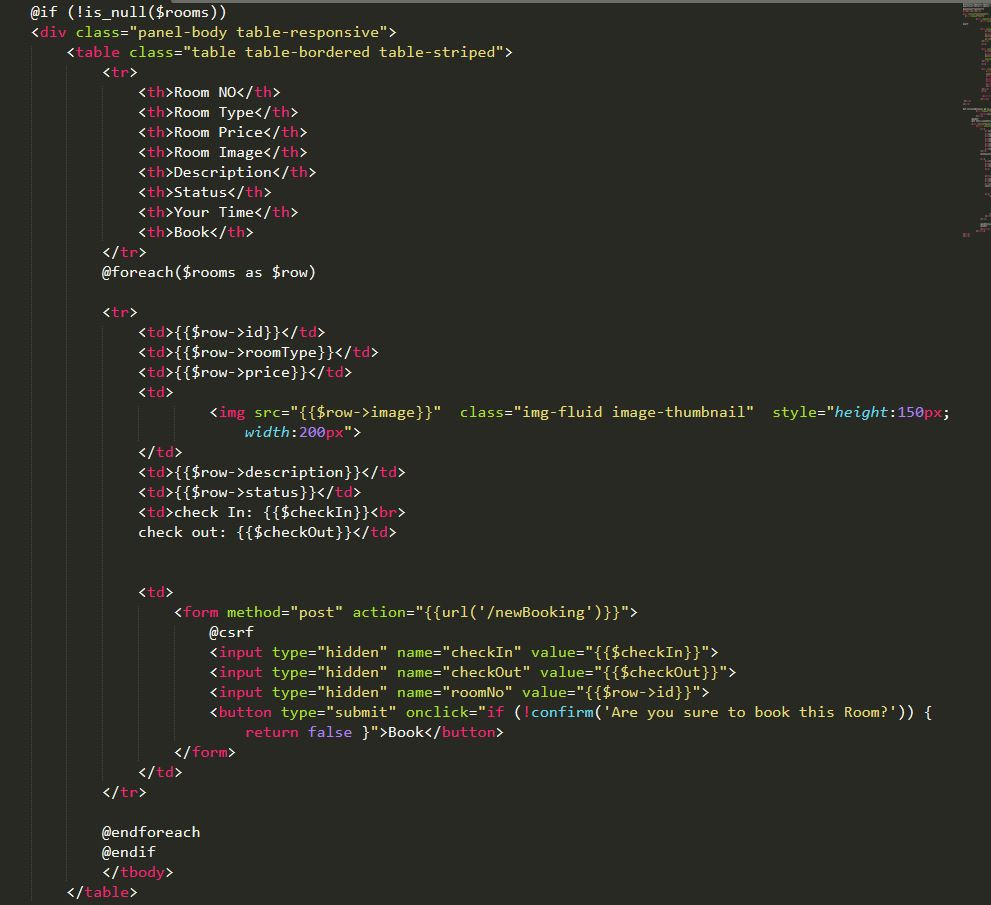 @if (!is_null($rooms))
<div class="panel-body table-responsive">
<table class="table table-bordered table-striped">
<tr>
<th>Room NO</th>
<th>Room Type</th>
<th>Room Price</th>
<th>Room Image</th>
<th>Description</th>
<th>Status</th>
<th>Your Time</th>
<th>Book</th>
</tr>
@foreach($rooms as $row)
<tr>
<td>{{$row->id}}</td>
<td>{{$row->roomType}}</td>
<td>{{$row->price}}</td>
<td>
<img src="{{$row->image}}"  class="img-fluid image-thumbnail"  style="height:150px;
width:200px">
</td>
<td>{{$row->description}}</td>
<td>{{$row->status}}</td>
<td>check In: {{$checkIn}}<br>
check out: {{$checkOut}}</td>
<td>
<form method="post" action="{{url('/newBooking')}}">
@csrf
<input type="hidden" name="checkIn" value="{{$checkIn}}">
<input type="hidden" name="checkOut" value="{{$checkOut}}">
<input type="hidden" name="roomNo" value="{{$row->id}}">
<button type="submit" onclick="if (!confirm('Are you sure to book this Room?')) {
return false }">Book</button>
</form>
</td>
</tr>
@endforeach
@endif
</tbody>
</table>